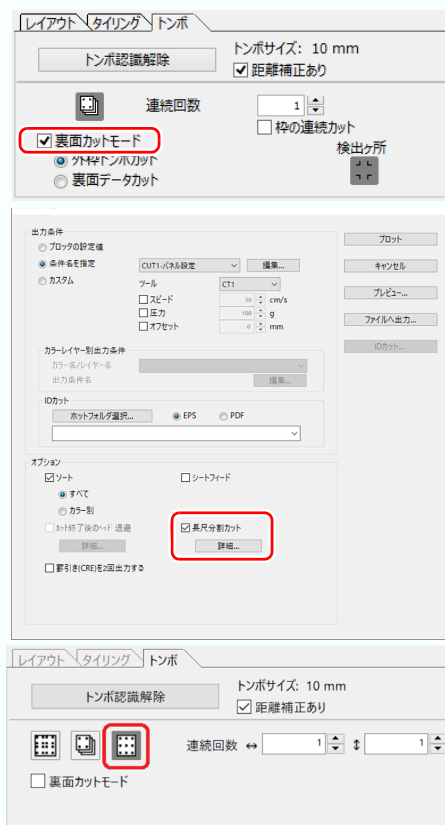 レイアウト タイリング トンボ
トンボ認識解除
トンボサイズ: 10 mm
距離補正あり
連続回数 1
枠の連続カット
裏面カットモード
検出ヶ所
外枠トンボカット
裏面データカット
出力条件
プロッタの設定値
条件名を指定 CUT1-パネル設定 編集...
カスタム ツール CT1
スピード 30 cm/s
圧力 100 g
オフセット 0 mm
カラーレイヤー別出力条件
カラー名/レイヤー名
出力条件名 編集...
IDカット
ホットフォルダ選択... EPS PDF
オプション
ソート シートフィード
すべて
カラー別
カット終了後のヘッド退避 長尺分割カット
詳細... 詳細...
罫引き(CRE)を2回出力する
プロット
キャンセル
プレビュー...
ファイルへ出力...
IDカット...
レイアウト タイリング トンボ
トンボ認識解除
トンボサイズ: 10 mm
距離補正あり
連続回数 ⇔ 1 ⇕ 1
裏面カットモード